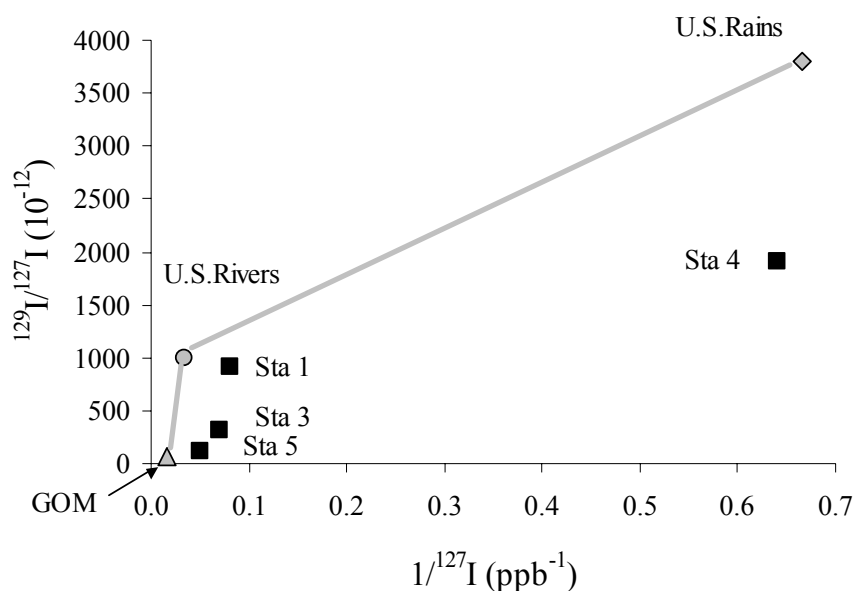 U.S.Rains
4000
3500
3000
2500
2000
1500
1000
500
0
¹²⁹I/¹²⁷I (10⁻¹²)
U.S.Rivers
Sta 4
Sta 1
Sta 3
Sta 5
GOM
0.0 0.1 0.2 0.3 0.4 0.5 0.6 0.7
1/¹²⁷I (ppb⁻¹)